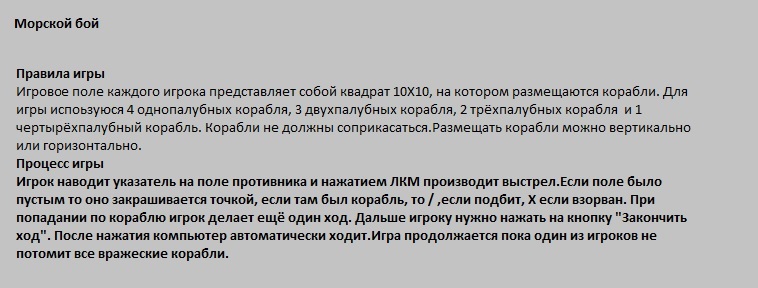 Морской бой
Правила игры
Игровое поле каждого игрока представляет собой квадрат 10Х10, на котором размещаются корабли. Для
игры испоьзуюся 4 однопалубных корабля, 3 двухпалубных корабля, 2 трёхпалубных корабля и 1
чертырёхпалубный корабль. Корабли не должны соприкасаться.Размещать корабли можно вертикально
или горизонтально.
Процесс игры
Игрок наводит указатель на поле противника и нажатием ЛКМ производит выстрел.Если поле было
пустым то оно закрашивается точкой, если там был корабль, то / ,если подбит, Х если взорван. При
попадании по кораблю игрок делает ещё один ход. Дальше игроку нужно нажать на кнопку "Закончить
ход". После нажатия компьютер автоматически ходит.Игра продолжается пока один из игроков не
потомит все вражеские корабли.